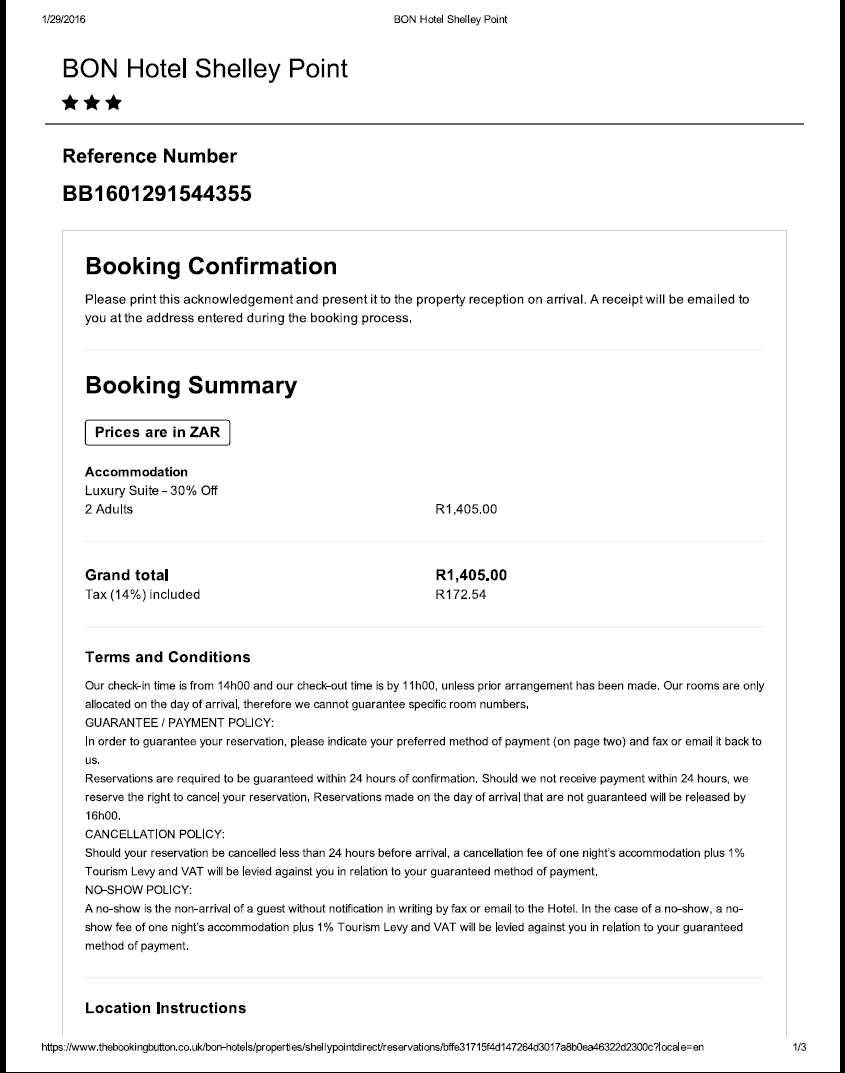 1/29/2016 BON Hotel Shelley Point
BON Hotel Shelley Point
Reference Number
BB1601291544355
Booking Confirmation
Please print this acknowledgement and present it to the property reception on arrival. A receipt will be emailed to
you at the address entered during the booking process.
Booking Summary
Prices are in ZAR
Accommodation
Luxury Suite - 30% Off
2 Adults R1,405.00
Grand total R1,405.00
Tax (14%) included R172.54
Terms and Conditions
Our check-in time is from 14h00 and our check-out time is by 11h00, unless prior arrangement has been made. Our rooms are only
allocated on the day of arrival, therefore we cannot guarantee specific room numbers.
GUARANTEE / PAYMENT POLICY:
In order to guarantee your reservation, please indicate your preferred method of payment (on page two) and fax or email it back to
us.
Reservations are required to be guaranteed within 24 hours of confirmation. Should we not receive payment within 24 hours, we
reserve the right to cancel your reservation. Reservations made on the day of arrival that are not guaranteed will be released by
16h00.
CANCELLATION POLICY:
Should your reservation be cancelled less than 24 hours before arrival, a cancellation fee of one night's accommodation plus 1%
Tourism Levy and VAT will be levied against you in relation to your guaranteed method of payment.
NO-SHOW POLICY:
A no-show is the non-arrival of a guest without notification in writing by fax or email to the Hotel. In the case of a no-show, a no-
show fee of one night's accommodation plus 1% Tourism Levy and VAT will be levied against you in relation to your guaranteed
method of payment.
Location Instructions
https://www.thebookingbutton.co.uk/bon-hotels/properties/shellypointdirect/reservations/bffe31715f4d147264d3017a8b0ea46322d2300c?locale=en 1/3